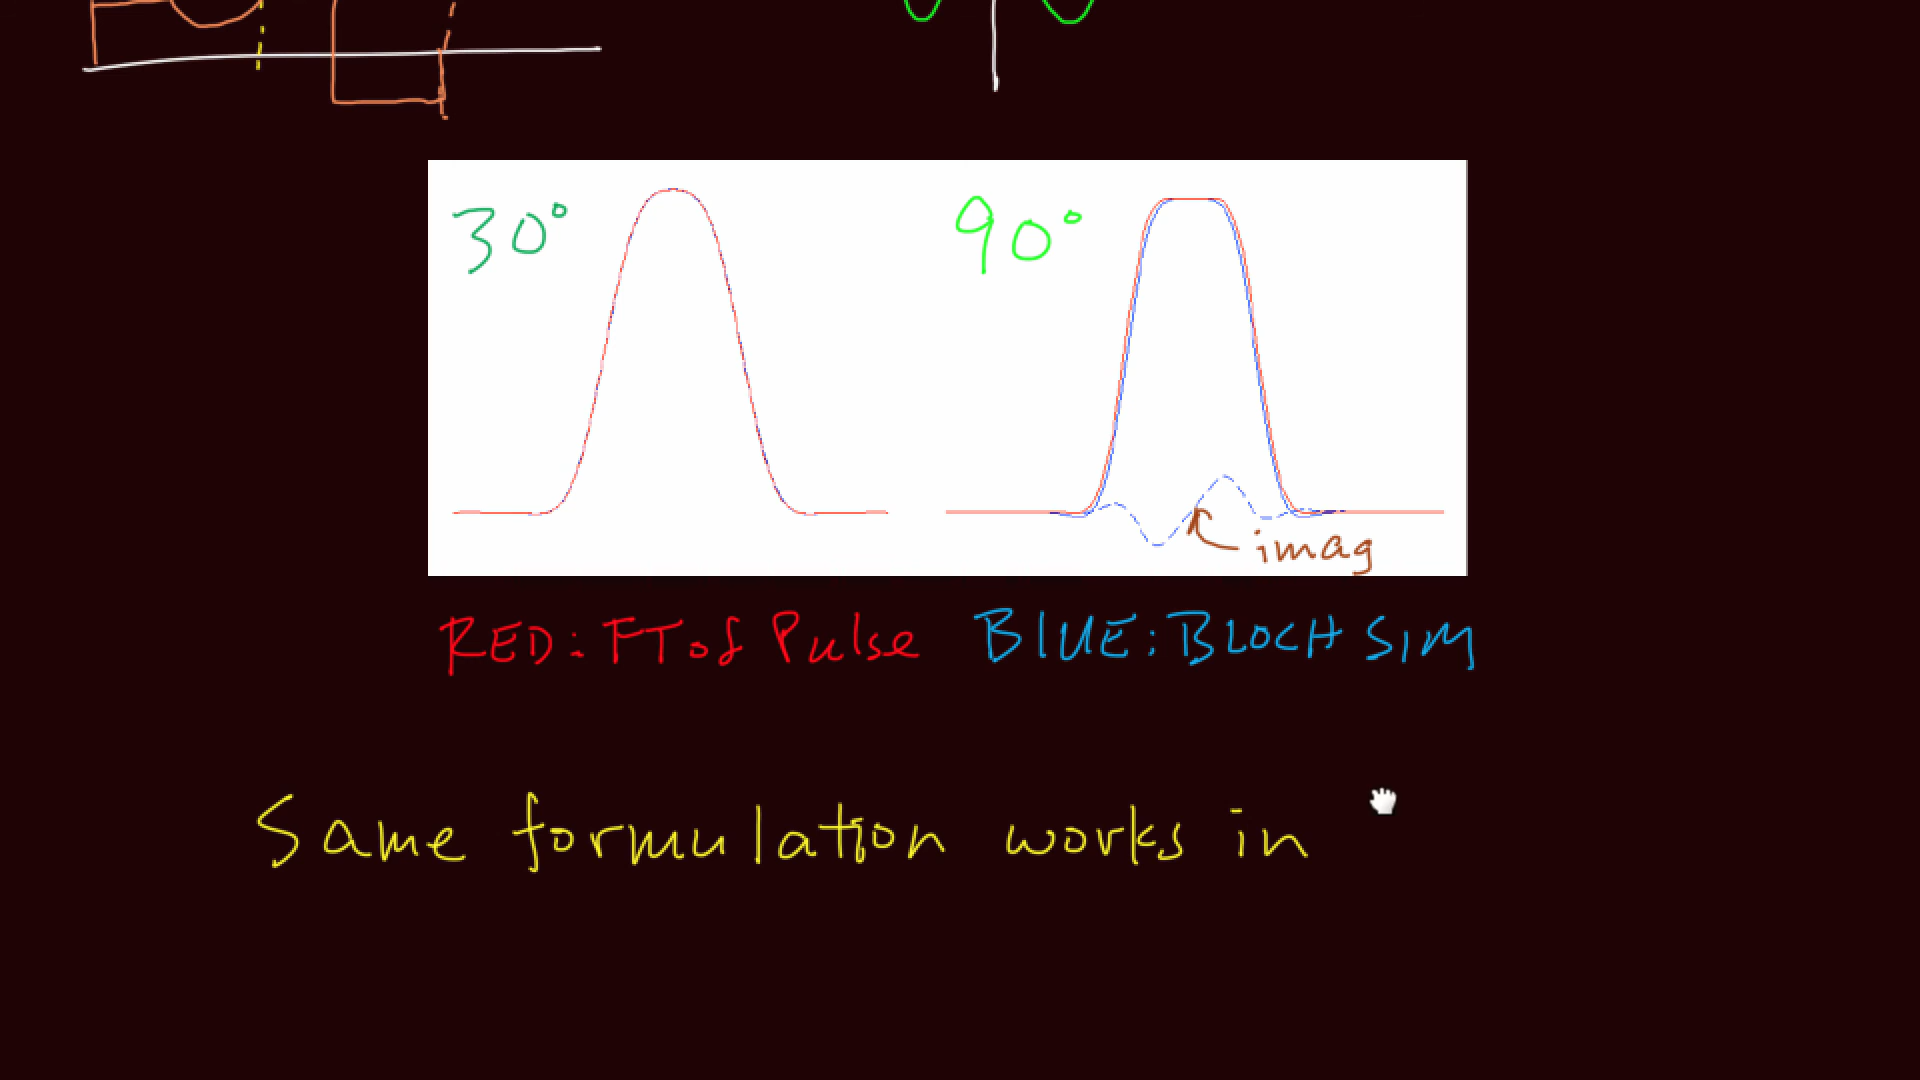 30° 90°
imag
RED: FT of Pulse BLUE: BLOCH SIM
Same formulation works in